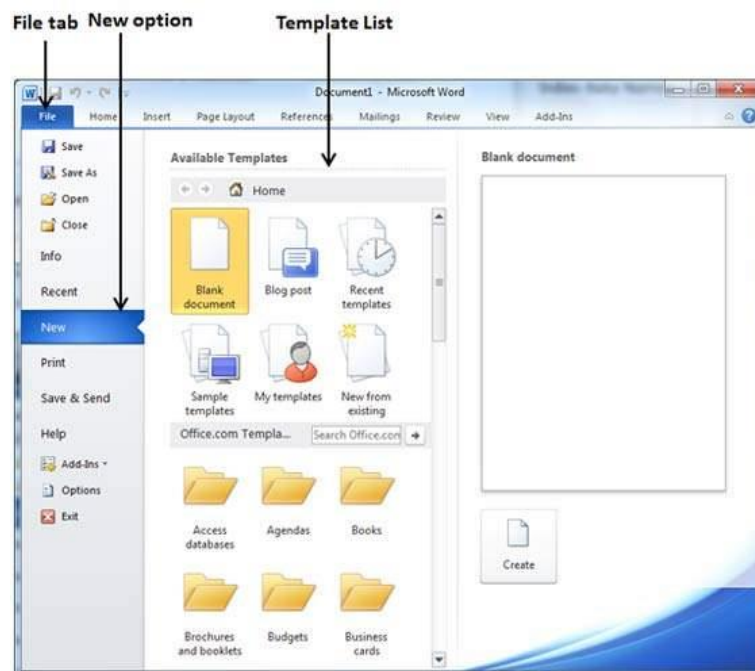 File tab New option Template List
Document1 - Microsoft Word
File Home Insert Page Layout References Mailings Review View Add-Ins
Save
Save As
Open
Close
Info
Recent
New
Print
Save & Send
Help
Add-Ins
Options
Exit
Available Templates
Home
Blank document
Blog post
Recent templates
Sample templates
My templates
New from existing
Office.com Templa... Search Office.con
Access databases
Agendas
Books
Brochures and booklets
Budgets
Business cards
Blank document
Create